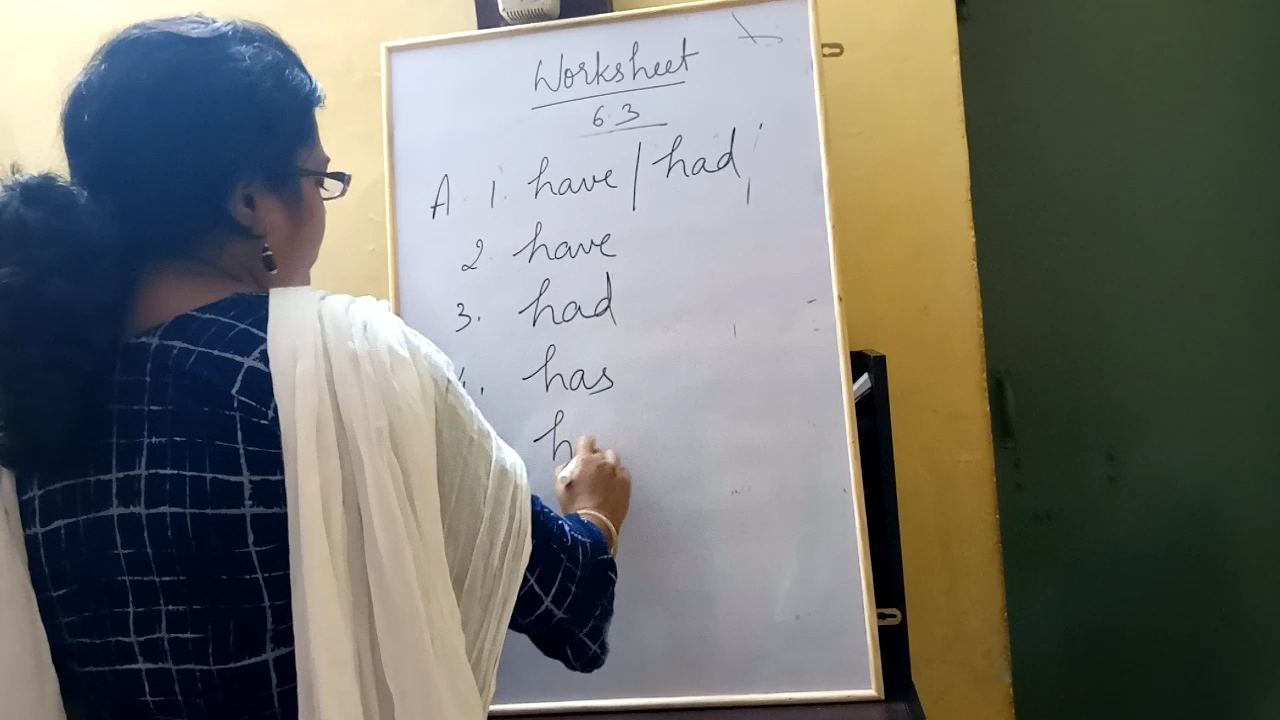 Worksheet
6.3
A. 1. have / had
2. have
3. had
4. has
h